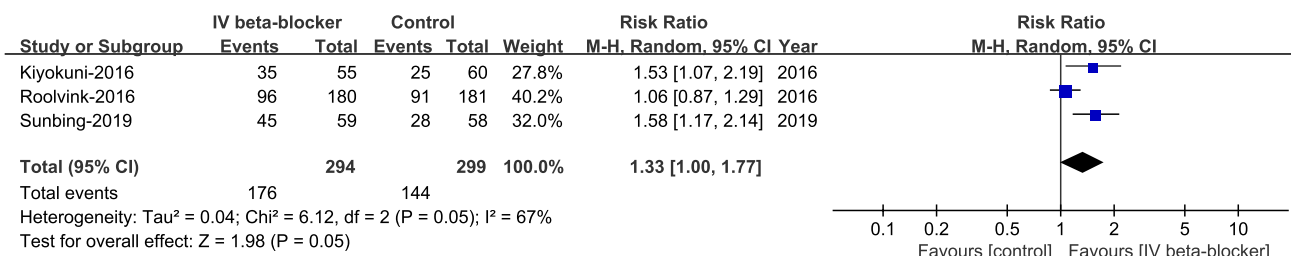 IV beta-blocker Control Risk Ratio Risk Ratio
Study or Subgroup Events Total Events Total Weight M-H, Random, 95% CI Year M-H, Random, 95% CI
Kiyokuni-2016 35 55 25 60 27.8% 1.53 [1.07, 2.19] 2016
Roolvink-2016 96 180 91 181 40.2% 1.06 [0.87, 1.29] 2016
Sunbing-2019 45 59 28 58 32.0% 1.58 [1.17, 2.14] 2019
Total (95% CI) 294 299 100.0% 1.33 [1.00, 1.77]
Total events 176 144
Heterogeneity: Tau² = 0.04; Chi² = 6.12, df = 2 (P = 0.05); I² = 67%
Test for overall effect: Z = 1.98 (P = 0.05)
0.1 0.2 0.5 1 2 5 10
Favours [control] Favours [IV beta-blocker]